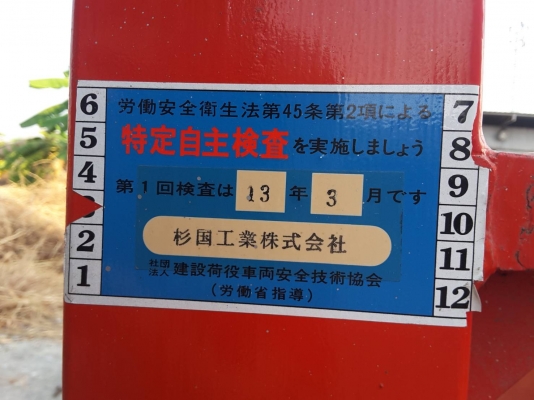 労働安全衛生法第45条第2項による
特定自主検査を実施しましょう
第1回検査は 13 年 3 月です
杉国工業株式会社
社団法人 建設荷役車両安全技術協会
(労働省指導)
6
5
4
3
2
1
7
8
9
10
11
12